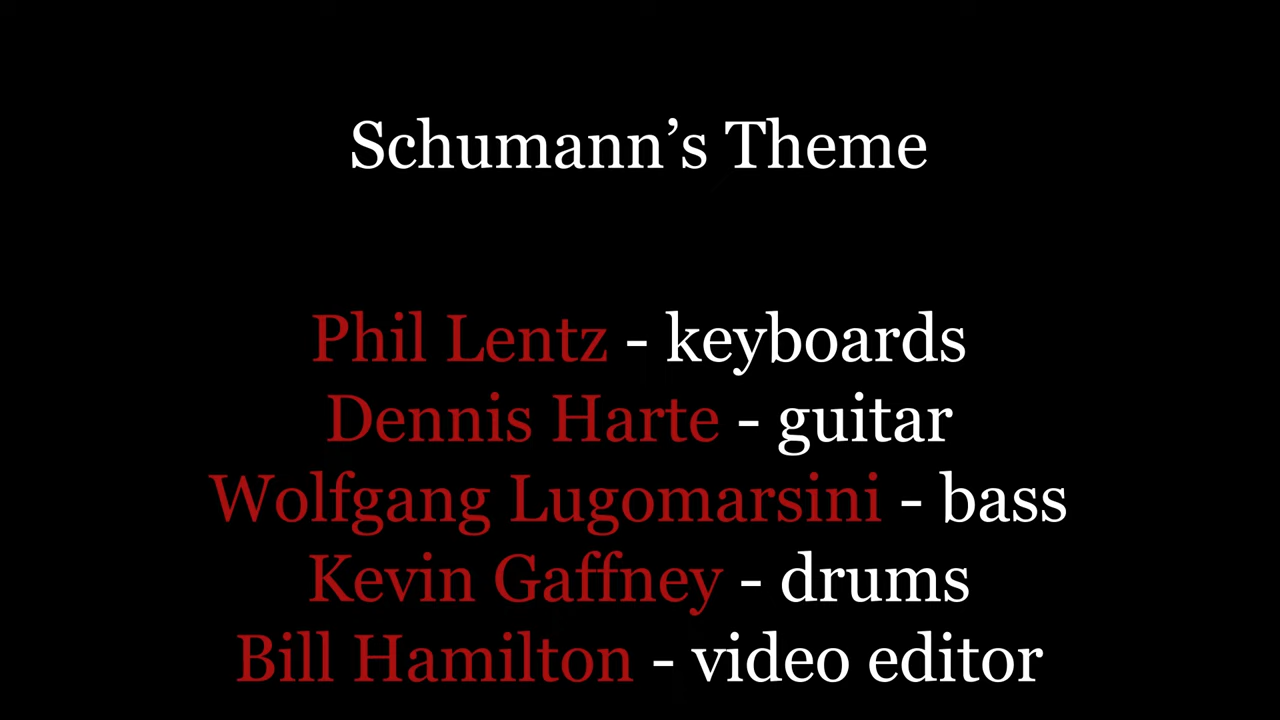 Schumann’s Theme
Phil Lentz - keyboards
Dennis Harte - guitar
Wolfgang Lugomarsini - bass
Kevin Gaffney - drums
Bill Hamilton - video editor